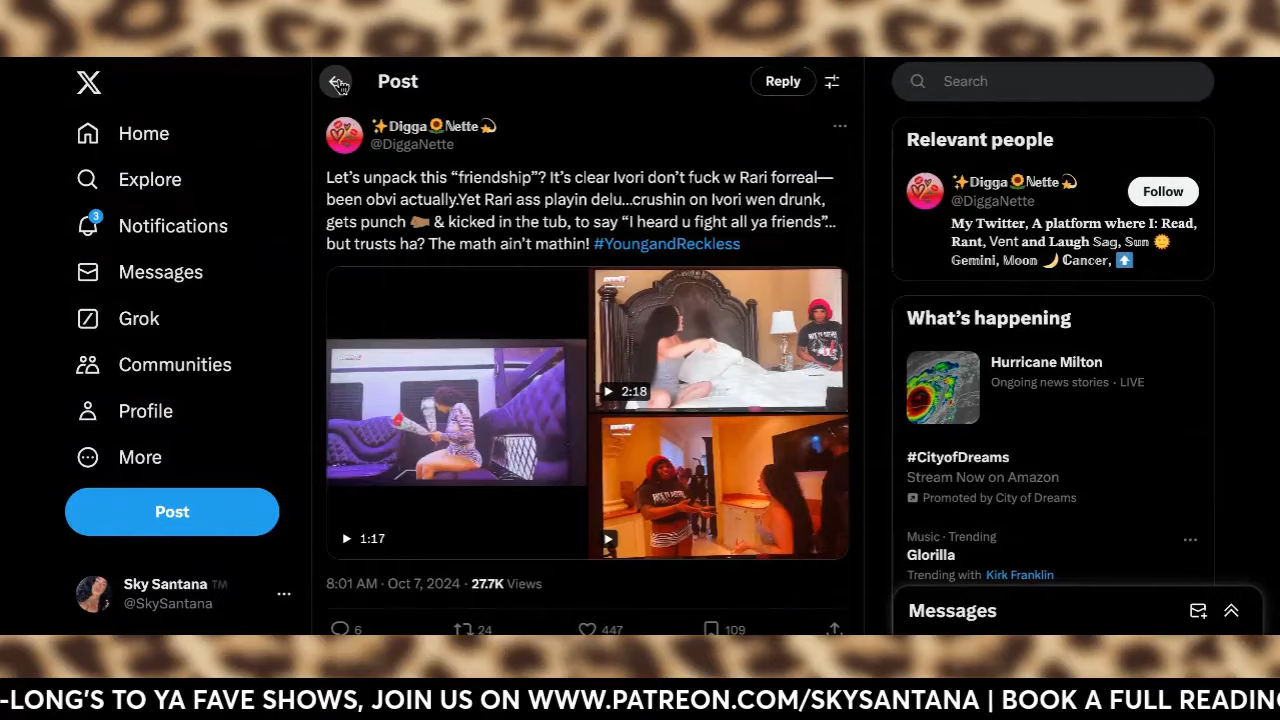 Post
Reply
Search
Home
Explore
3
Notifications
Messages
Grok
Communities
Profile
More
Post
Sky Santana ™
@SkySantana
✨Digga🌻Nette💫
@DiggaNette
Let’s unpack this “friendship”? It’s clear Ivori don’t fuck w Rari forreal—
been obvi actually.Yet Rari ass playin delu...crushin on Ivori wen drunk,
gets punch 🤜🏽 & kicked in the tub, to say “I heard u fight all ya friends”...
but trusts ha? The math ain’t mathin! #YoungandReckless
1:17
2:18
8:01 AM · Oct 7, 2024 · 27.7K Views
6
24
447
109
Relevant people
✨Digga🌻Nette💫
@DiggaNette
Follow
𝐌𝐲 𝐓𝐰𝐢𝐭𝐭𝐞𝐫, 𝐀 𝐩𝐥𝐚𝐭𝐟𝐨𝐫𝐦 𝐰𝐡𝐞𝐫𝐞 𝐈: 𝐑𝐞𝐚𝐝,
𝐑𝐚𝐧𝐭, 𝕍𝕖𝕟𝕥 𝐚𝐧𝐝 𝐋𝐚𝐮𝐠𝐡 𝕊𝕒𝕘, 𝕊𝕦𝕟 🌞
𝔾𝕖𝕞𝕚𝕟𝕚, 𝕄𝕠𝕠𝕟 🌙 ℂ𝕒𝕟𝕔𝕖𝕣, ⬆️
What’s happening
Hurricane Milton
Ongoing news stories · LIVE
#CityofDreams
Stream Now on Amazon
Promoted by City of Dreams
Music · Trending
Glorilla
Trending with Kirk Franklin
Messages
-LONG'S TO YA FAVE SHOWS, JOIN US ON WWW.PATREON.COM/SKYSANTANA | BOOK A FULL READING